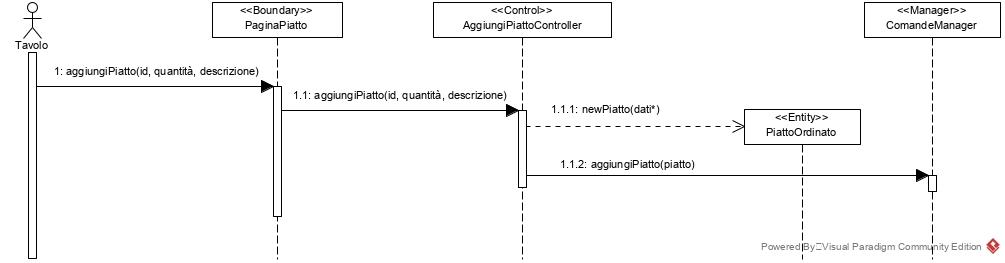 <<Boundary>>
PaginaPiatto
<<Control>>
AggiungiPiattoController
<<Manager>>
ComandeManager
Tavolo
1: aggiungiPiatto(id, quantità, descrizione)
1.1: aggiungiPiatto(id, quantità, descrizione)
1.1.1: newPiatto(dati*)
<<Entity>>
PiattoOrdinato
1.1.2: aggiungiPiatto(piatto)
Powered By Visual Paradigm Community Edition